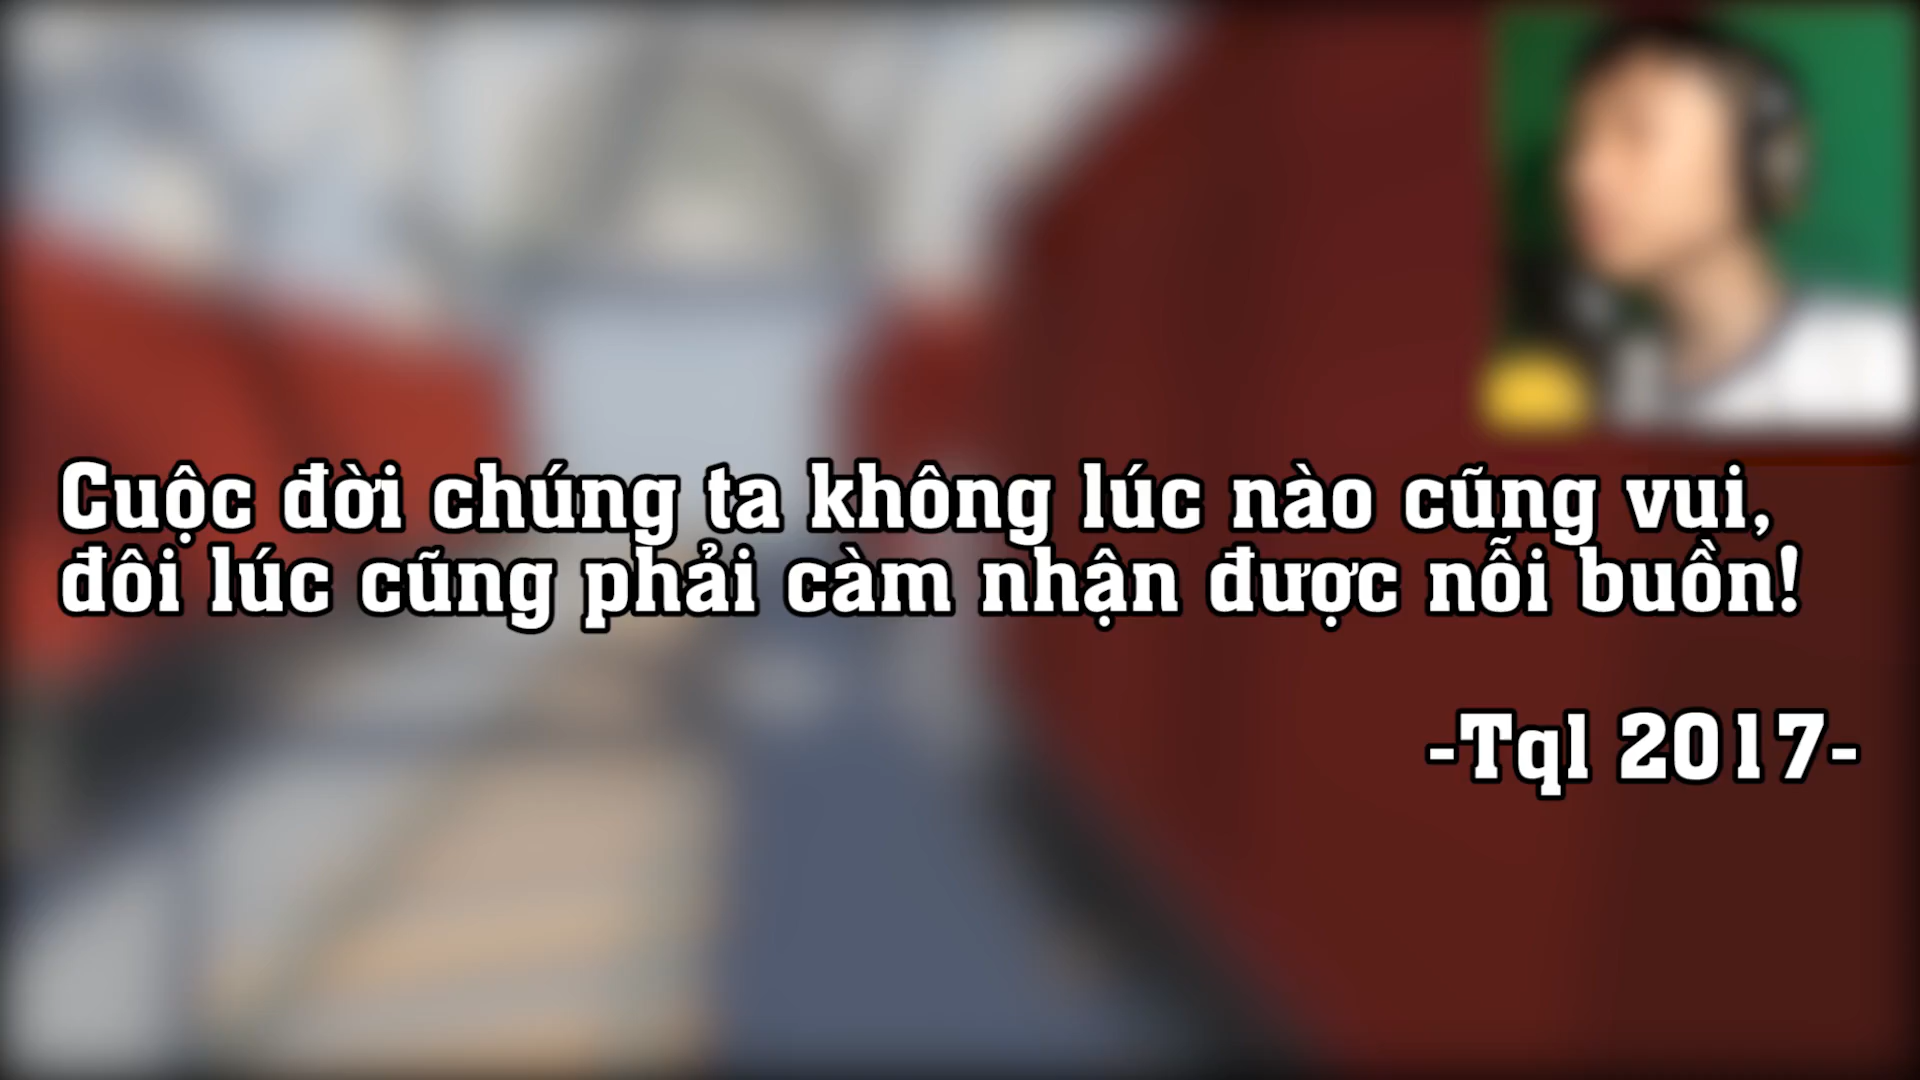 Cuộc đời chúng ta không lúc nào cũng vui,
đôi lúc cũng phải càm nhận được nỗi buồn!
-Tql 2017-